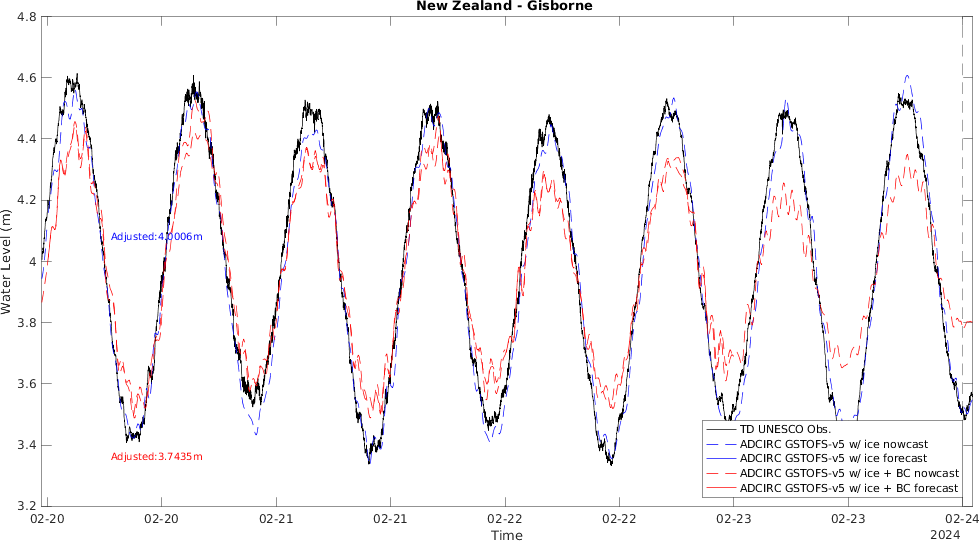 New Zealand - Gisborne
4.8
4.6
4.4
4.2
4
3.8
3.6
3.4
3.2
Water Level (m)
Adjusted:4.0006m
Adjusted:3.7435m
TD UNESCO Obs.
ADCIRC GSTOFS-v5 w/ ice nowcast
ADCIRC GSTOFS-v5 w/ ice forecast
ADCIRC GSTOFS-v5 w/ ice + BC nowcast
ADCIRC GSTOFS-v5 w/ ice + BC forecast
02-20 02-20 02-21 02-21 02-22 02-22 02-23 02-23 02-24
Time
2024